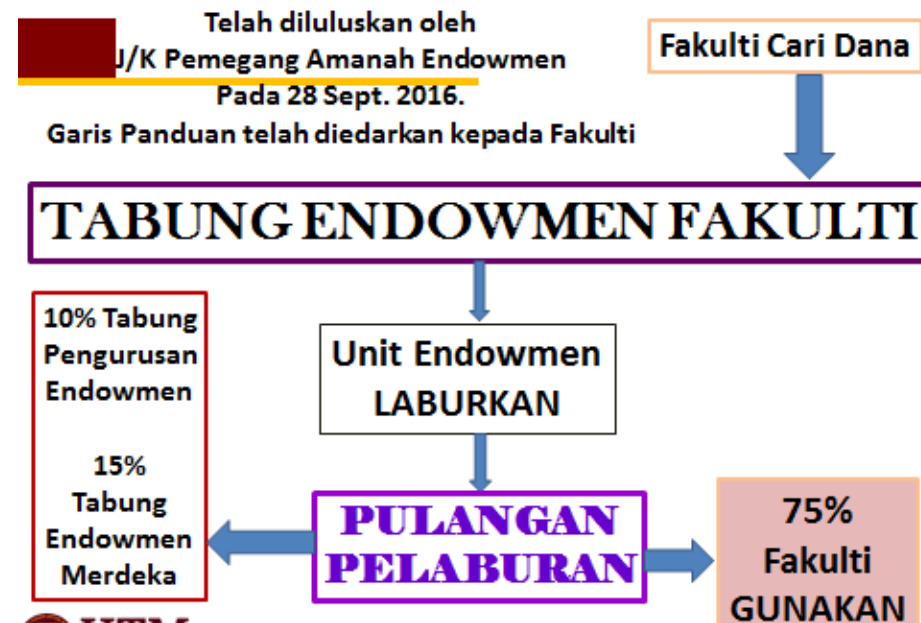 Telah diluluskan oleh
J/K Pemegang Amanah Endowmen
Pada 28 Sept. 2016.
Garis Panduan telah diedarkan kepada Fakulti
Fakulti Cari Dana
TABUNG ENDOWMEN FAKULTI
10% Tabung
Pengurusan
Endowmen
15%
Tabung
Endowmen
Merdeka
Unit Endowmen
LABURKAN
PULANGAN
PELABURAN
75%
Fakulti
GUNAKAN